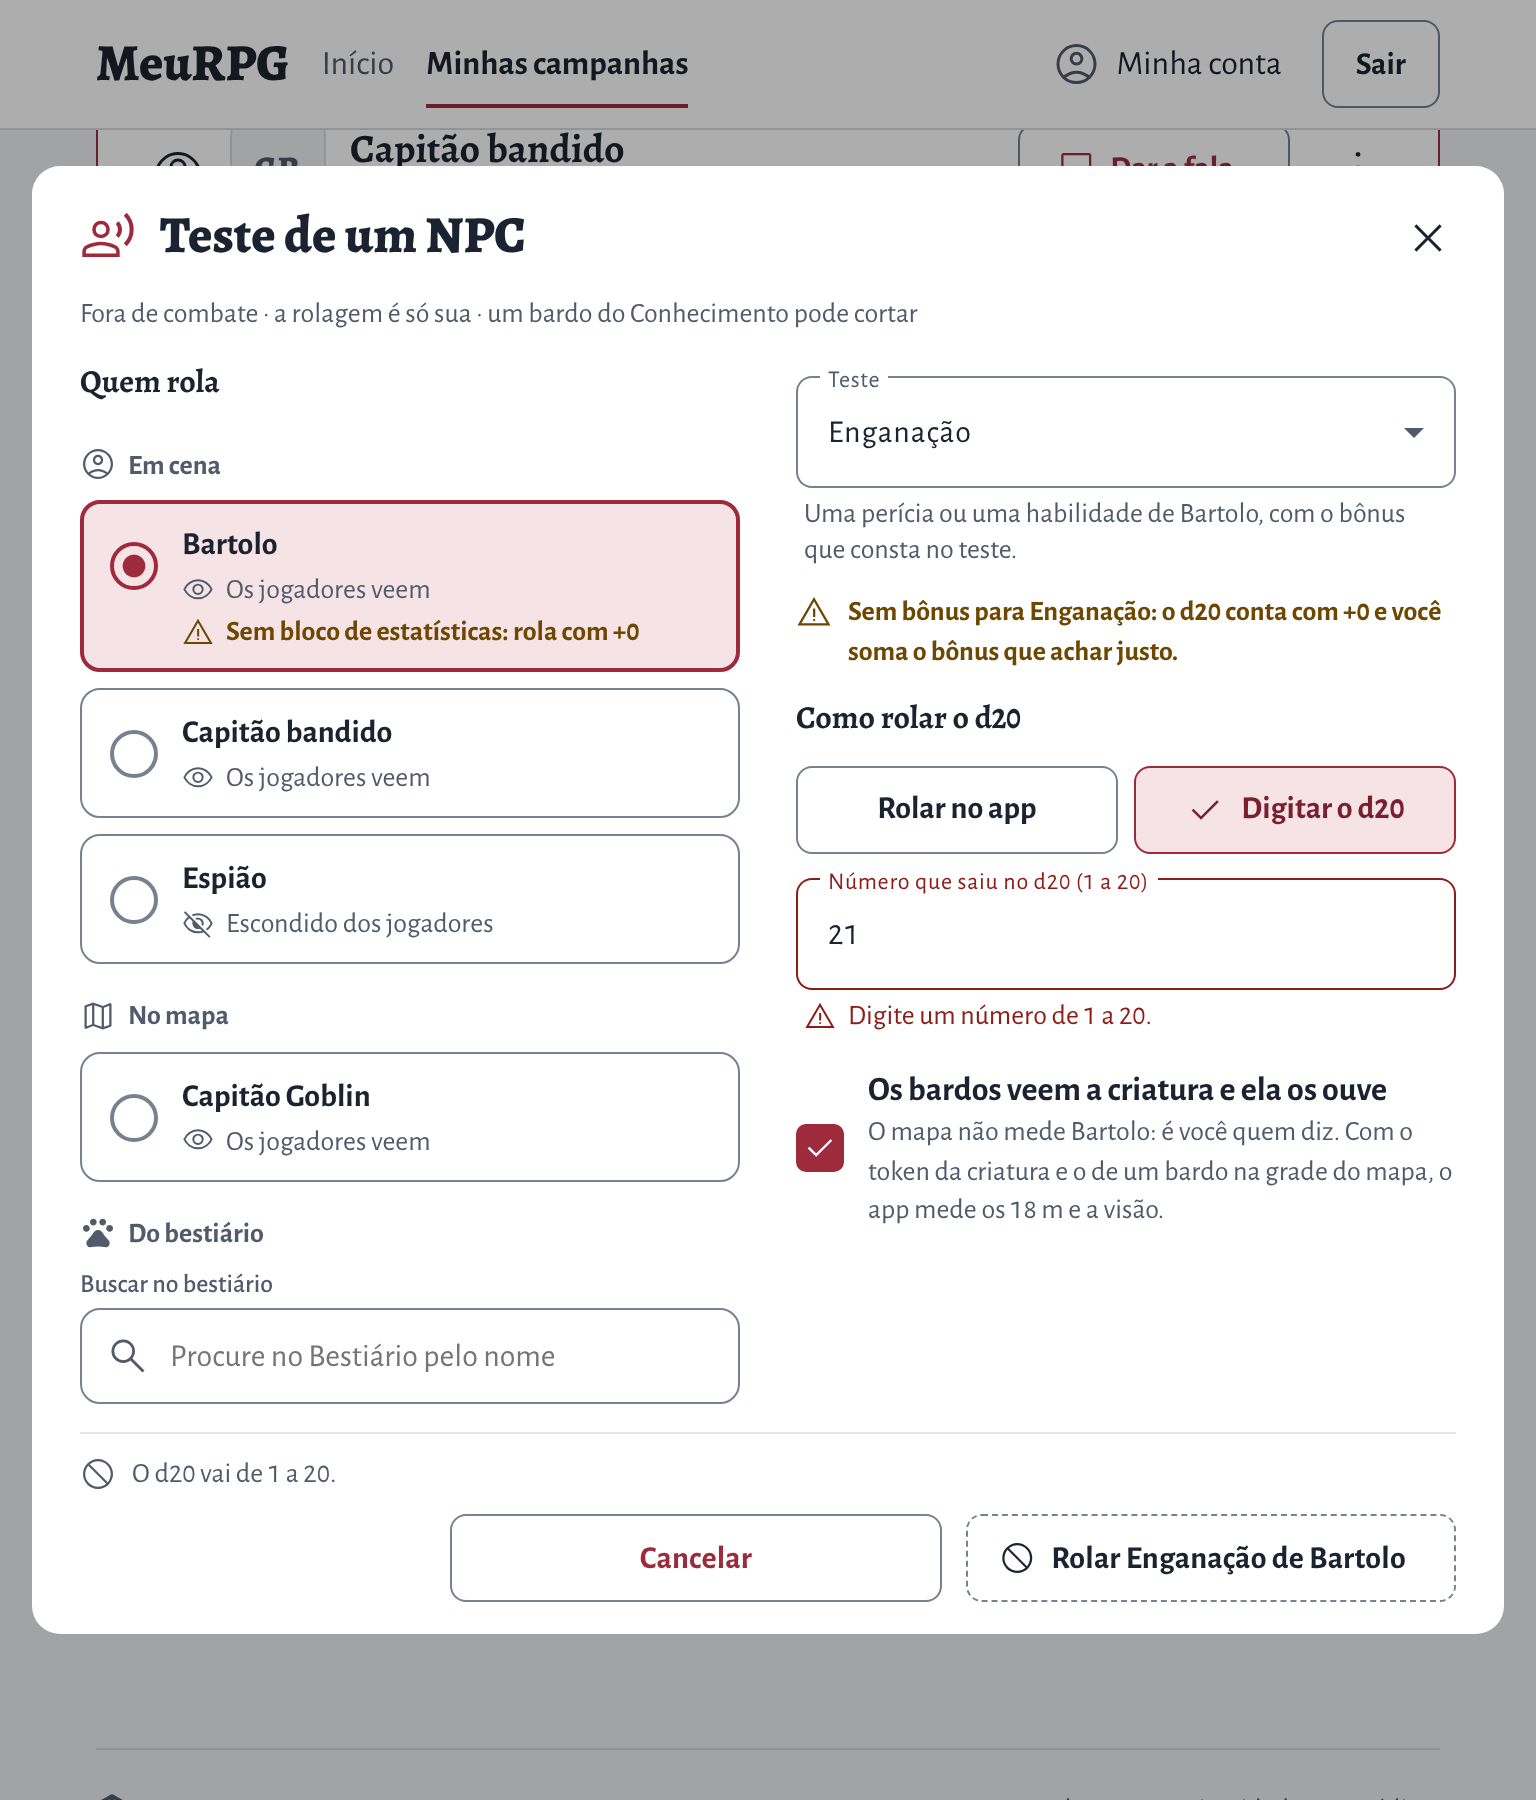 MeuRPG Início Minhas campanhas Minha conta Sair
CB Capitão bandido Dar a fala
Teste de um NPC
Fora de combate · a rolagem é só sua · um bardo do Conhecimento pode cortar
Quem rola
Em cena
Bartolo
Os jogadores veem
Sem bloco de estatísticas: rola com +0
Capitão bandido
Os jogadores veem
Espião
Escondido dos jogadores
No mapa
Capitão Goblin
Os jogadores veem
Do bestiário
Buscar no bestiário
Procure no Bestiário pelo nome
Teste
Enganação
Uma perícia ou uma habilidade de Bartolo, com o bônus
que consta no teste.
Sem bônus para Enganação: o d20 conta com +0 e você
soma o bônus que achar justo.
Como rolar o d20
Rolar no app
Digitar o d20
Número que saiu no d20 (1 a 20)
21
Digite um número de 1 a 20.
Os bardos veem a criatura e ela os ouve
O mapa não mede Bartolo: é você quem diz. Com o
token da criatura e o de um bardo na grade do mapa, o
app mede os 18 m e a visão.
O d20 vai de 1 a 20.
Cancelar
Rolar Enganação de Bartolo